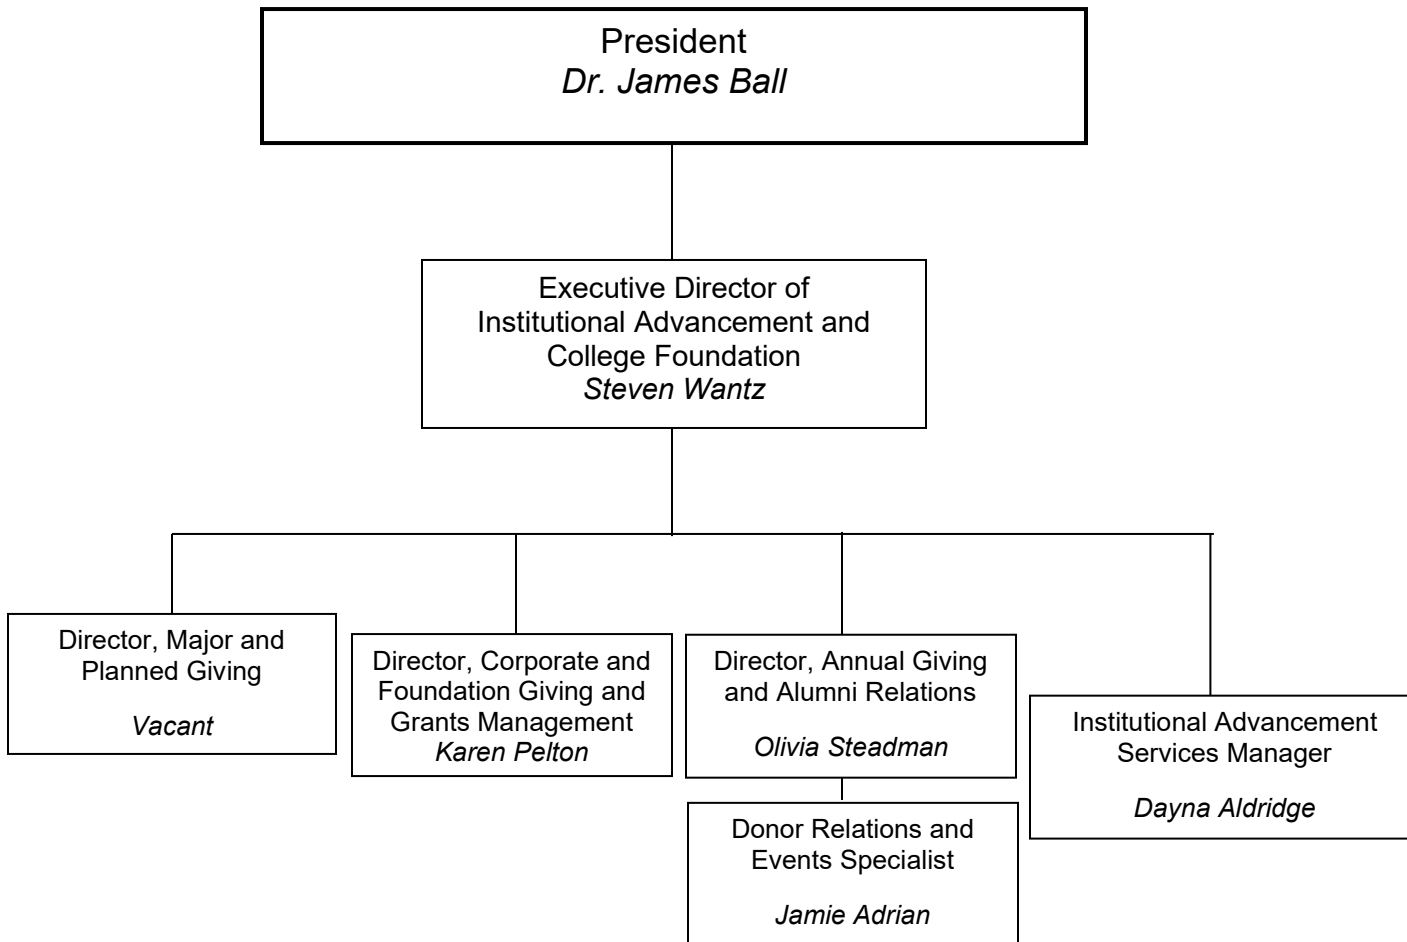 President
Dr. James Ball
Executive Director of
Institutional Advancement and
College Foundation
Steven Wantz
Director, Major and
Planned Giving
Vacant
Director, Corporate and
Foundation Giving and
Grants Management
Karen Pelton
Director, Annual Giving
and Alumni Relations
Olivia Steadman
Institutional Advancement
Services Manager
Dayna Aldridge
Donor Relations and
Events Specialist
Jamie Adrian